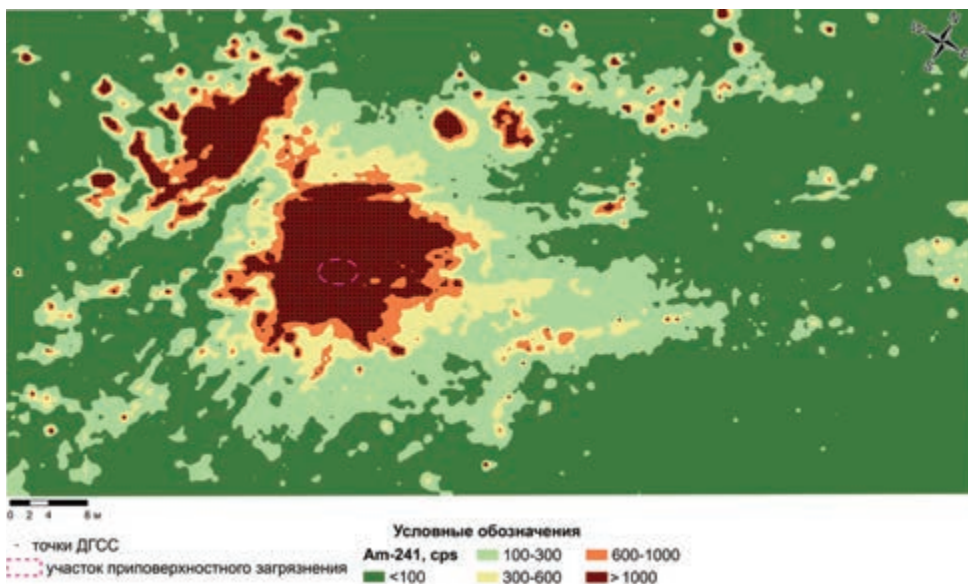 0 2 4 8 м
- точки ДГСС
участок приповерхностного загрязнения
Условные обозначения
Am-241, cps
100-300
600-1000
<100
300-600
>1000